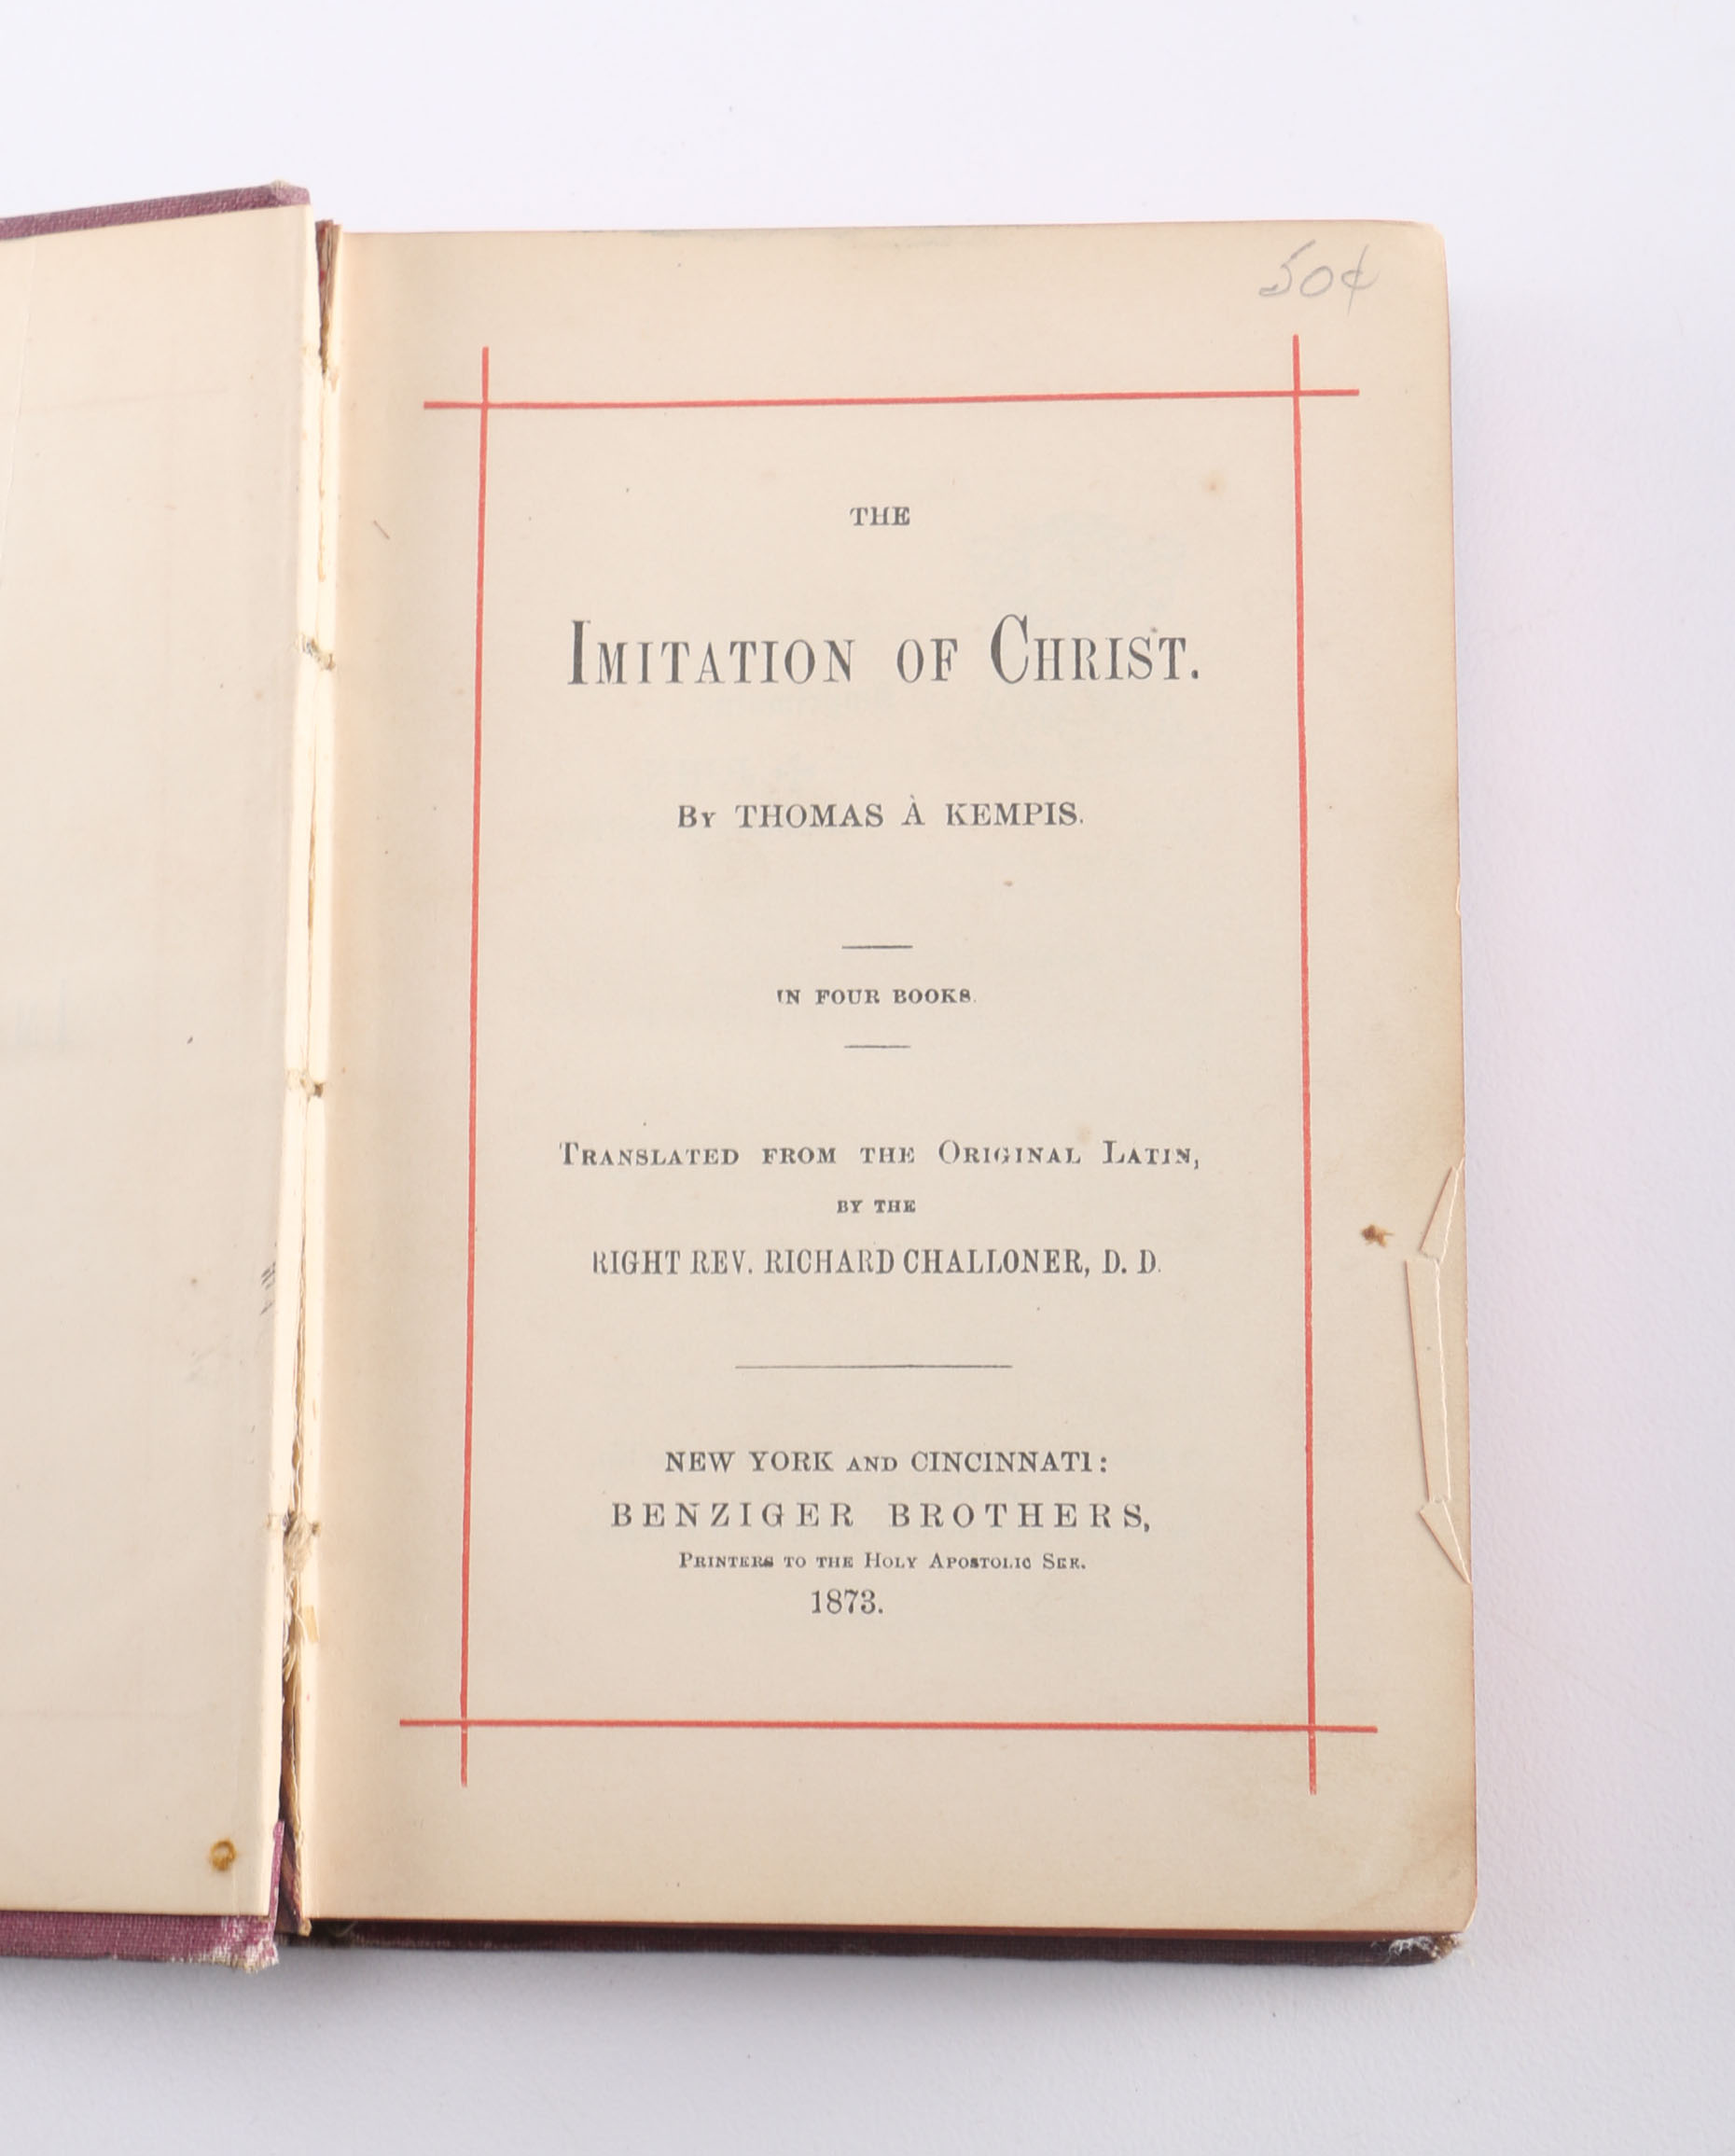 50¢
THE
IMITATION OF CHRIST.
BY THOMAS À KEMPIS.
IN FOUR BOOKS.
TRANSLATED FROM THE ORIGINAL LATIN,
BY THE
RIGHT REV. RICHARD CHALLONER, D. D.
NEW YORK AND CINCINNATI:
BENZIGER BROTHERS,
PRINTERS TO THE HOLY APOSTOLIC SEE.
1873.